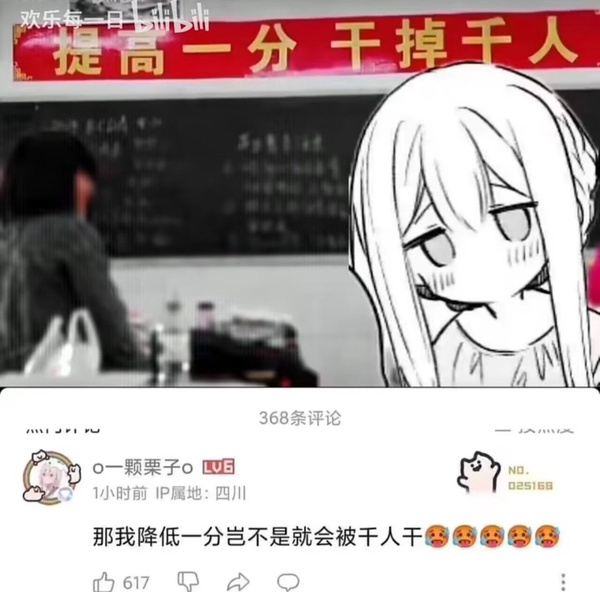 欢乐每一日 bilibili
提高一分 干掉千人
368条评论
o一颗栗子o LV6
NO.
025168
1小时前 IP属地：四川
那我降低一分岂不是就会被千人干🥵🥵🥵🥵🥵
617